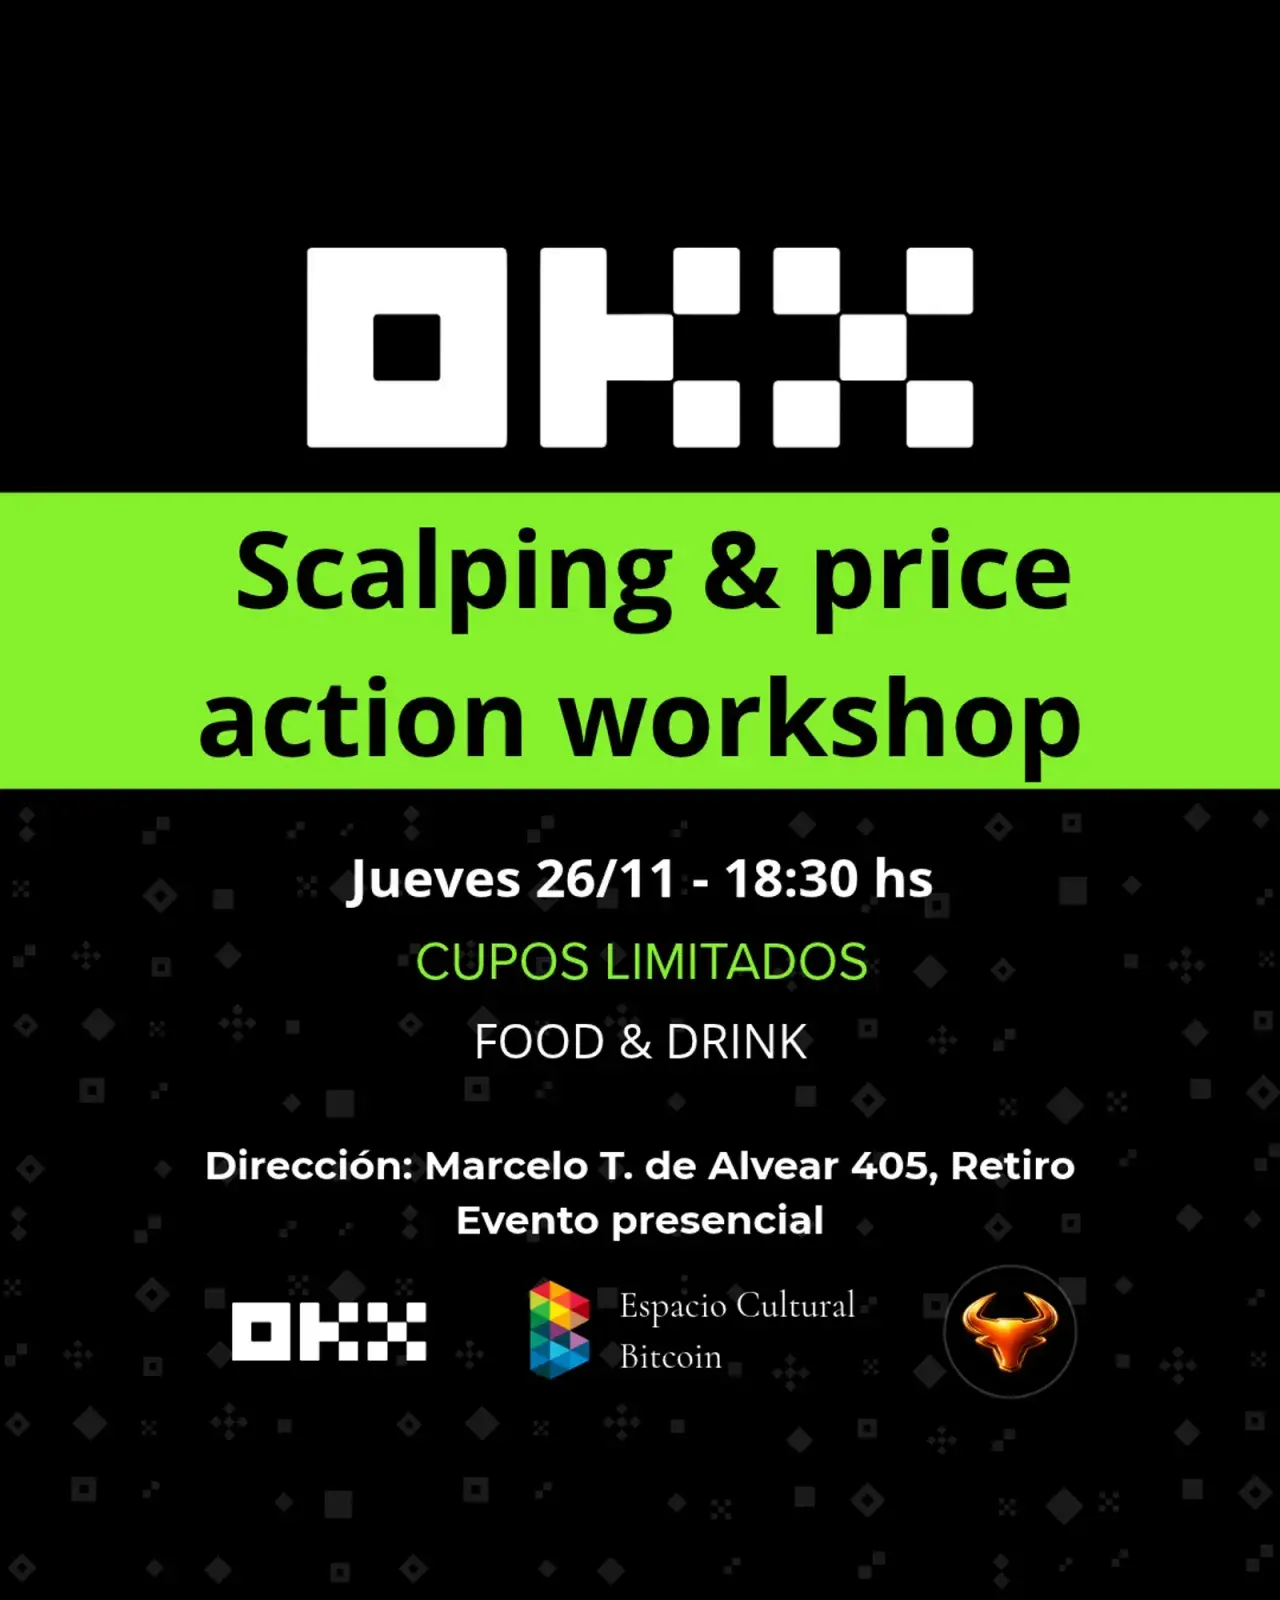 OKX
Scalping & price
action workshop
Jueves 26/11 - 18:30 hs
CUPOS LIMITADOS
FOOD & DRINK
Dirección: Marcelo T. de Alvear 405, Retiro
Evento presencial
OKX
Espacio Cultural
Bitcoin